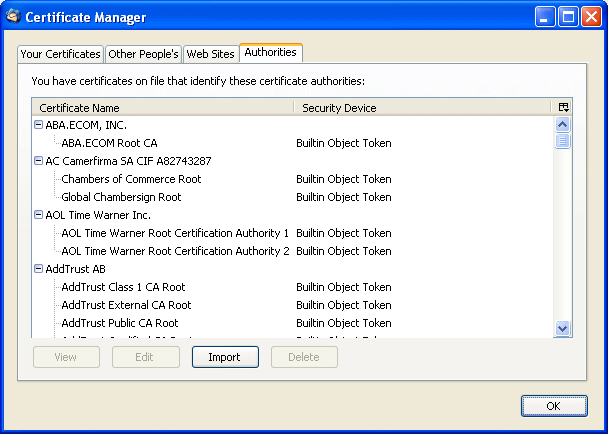 Certificate Manager
Your Certificates Other People's Web Sites Authorities
You have certificates on file that identify these certificate authorities:
Certificate Name Security Device
ABA.ECOM, INC.
ABA.ECOM Root CA Builtin Object Token
AC Camerfirma SA CIF A82743287
Chambers of Commerce Root Builtin Object Token
Global Chambersign Root Builtin Object Token
AOL Time Warner Inc.
AOL Time Warner Root Certification Authority 1 Builtin Object Token
AOL Time Warner Root Certification Authority 2 Builtin Object Token
AddTrust AB
AddTrust Class 1 CA Root Builtin Object Token
AddTrust External CA Root Builtin Object Token
AddTrust Public CA Root Builtin Object Token
View Edit Import Delete
OK